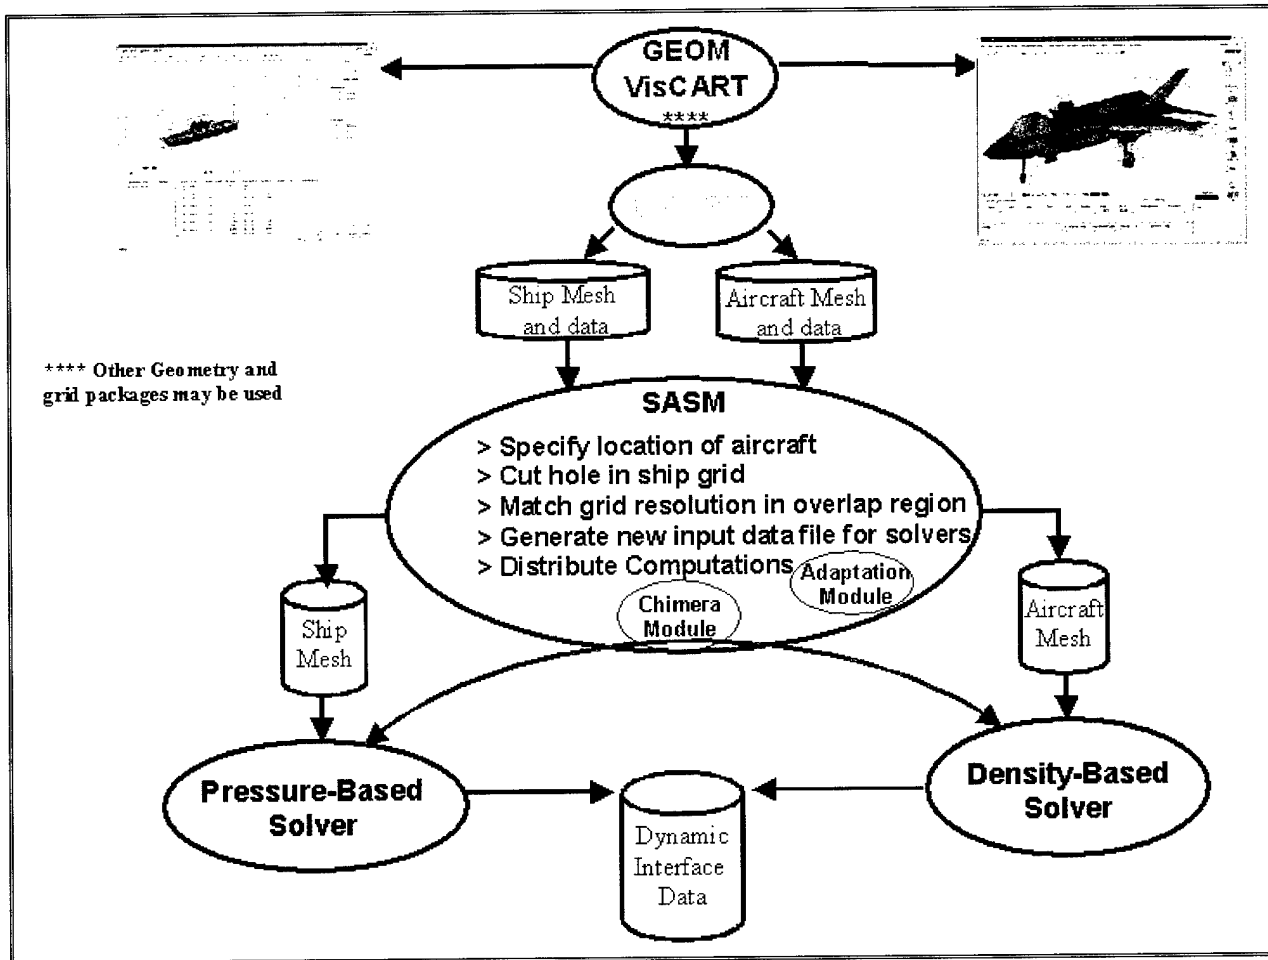 GEOM
VisCART
****
Ship Mesh
and data
Aircraft Mesh
and data
**** Other Geometry and
grid packages may be used
SASM
> Specify location of aircraft
> Cut hole in ship grid
> Match grid resolution in overlap region
> Generate new input data file for solvers
> Distribute Computations
Adaptation
Module
Chimera
Module
Ship
Mesh
Aircraft
Mesh
Pressure-Based
Solver
Density-Based
Solver
Dynamic
Interface
Data